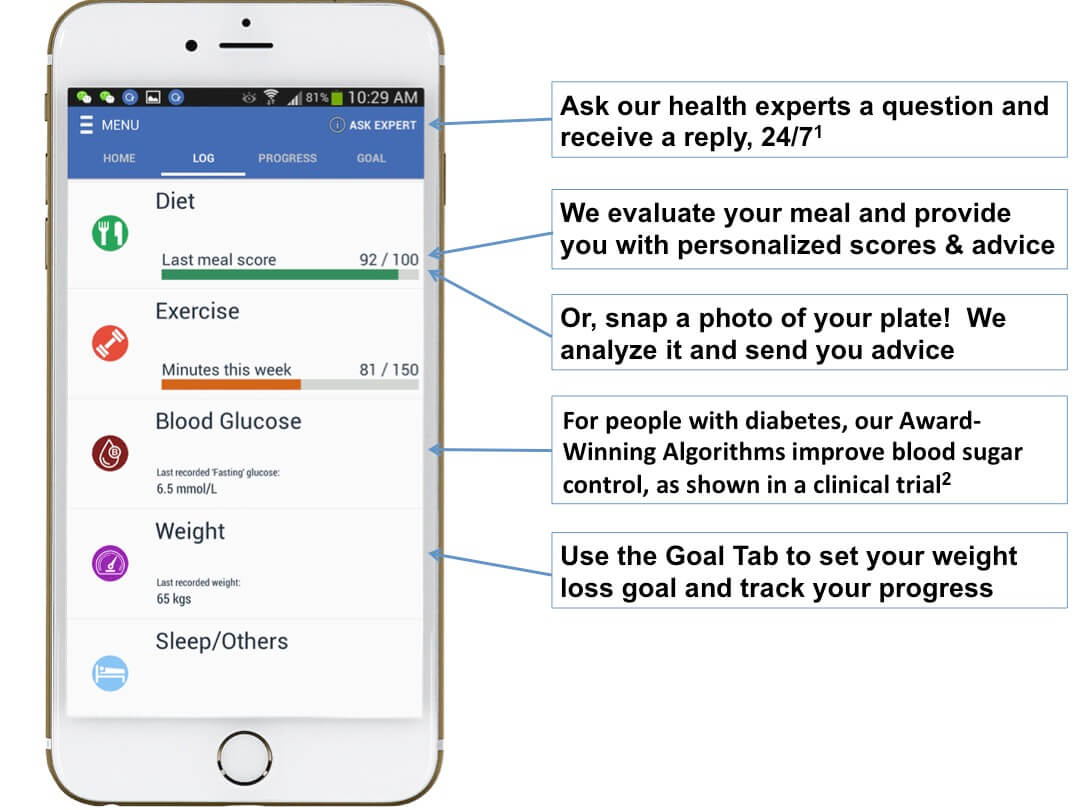 81% 10:29 AM
MENU ASK EXPERT
HOME LOG PROGRESS GOAL
Diet
Last meal score 92 / 100
Exercise
Minutes this week 81 / 150
Blood Glucose
B
Last recorded 'Fasting' glucose:
6.5 mmol/L
Weight
Last recorded weight:
65 kgs
Sleep/Others
Ask our health experts a question and
receive a reply, 24/7¹
We evaluate your meal and provide
you with personalized scores & advice
Or, snap a photo of your plate!  We
analyze it and send you advice
For people with diabetes, our Award-
Winning Algorithms improve blood sugar
control, as shown in a clinical trial²
Use the Goal Tab to set your weight
loss goal and track your progress